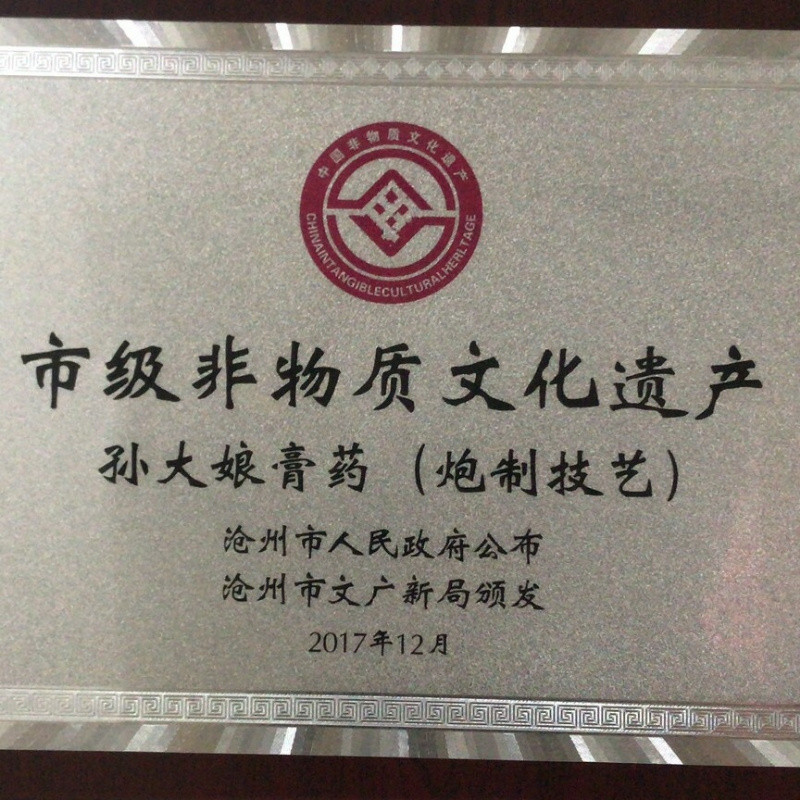 中国非物质文化遗产
CHINAINTANGIBLECULTURALHERLTAGE
市级非物质文化遗产
孙大娘膏药（炮制技艺）
沧州市人民政府公布
沧州市文广新局颁发
2017年12月